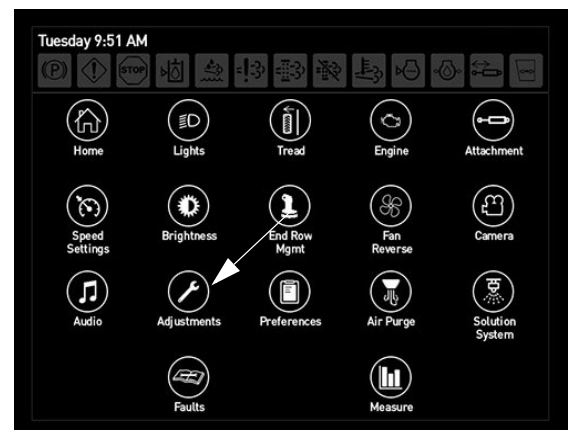 Tuesday 9:51 AM
(P) STOP
Home Lights Tread Engine Attachment
Speed Settings Brightness End Row Mgmt Fan Reverse Camera
Audio Adjustments Preferences Air Purge Solution System
Faults Measure